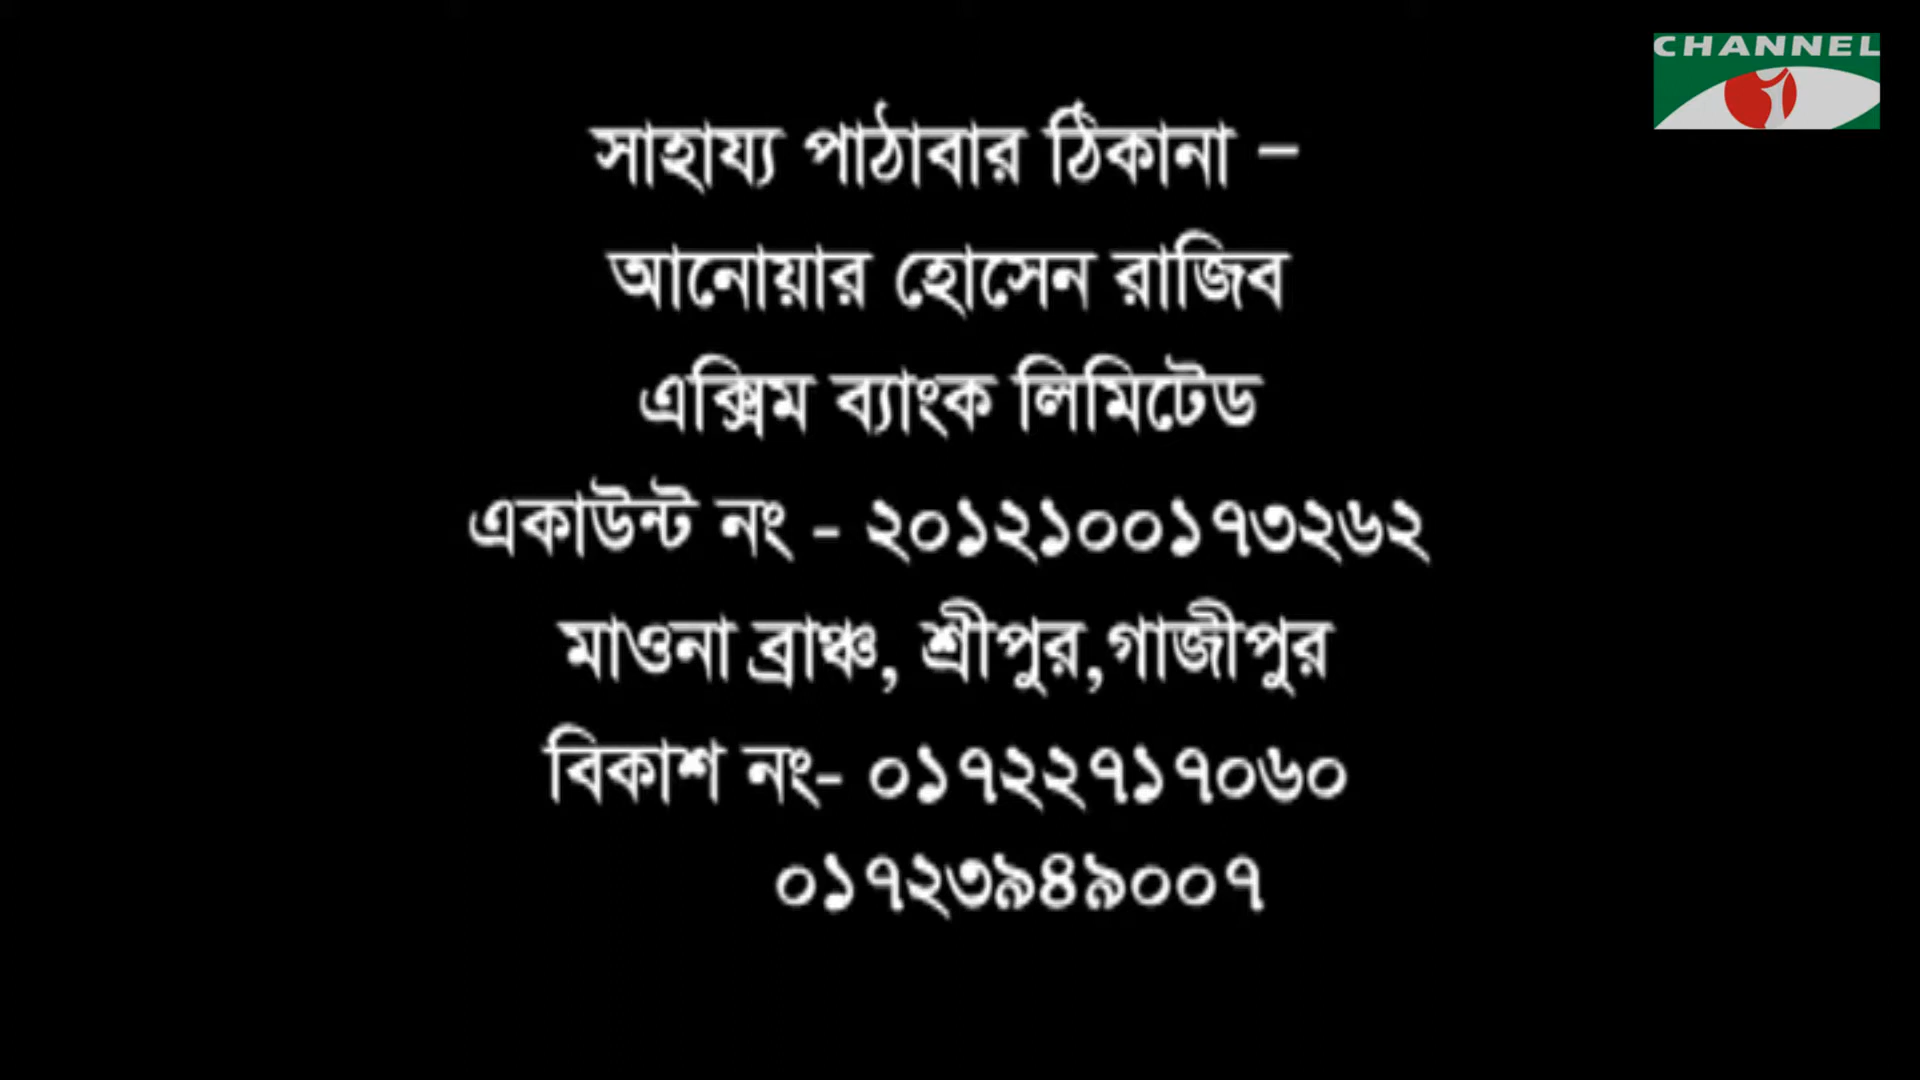 CHANNEL
সাহায্য পাঠাবার ঠিকানা –
আনোয়ার হোসেন রাজিব
এক্সিম ব্যাংক লিমিটেড
একাউন্ট নং - ২০১২১০০১৭৩২৬২
মাওনা ব্রাঞ্চ, শ্রীপুর,গাজীপুর
বিকাশ নং- ০১৭২২৭১৭০৬০
০১৭২৩৯৪৯০০৭